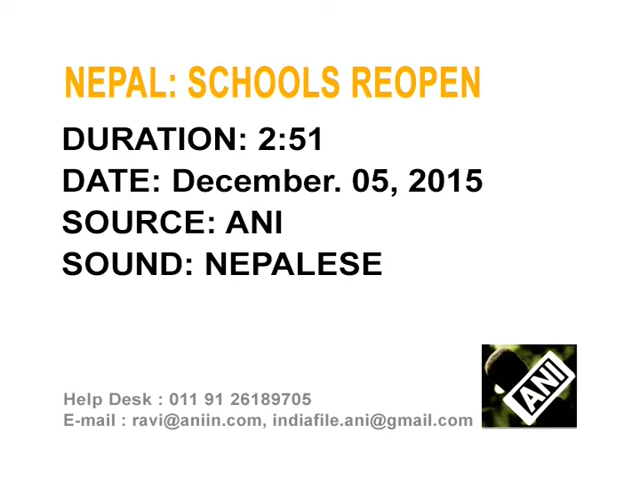 NEPAL: SCHOOLS REOPEN
DURATION: 2:51
DATE: December. 05, 2015
SOURCE: ANI
SOUND: NEPALESE
Help Desk : 011 91 26189705
E-mail : ravi@aniin.com, indiafile.ani@gmail.com
ANI